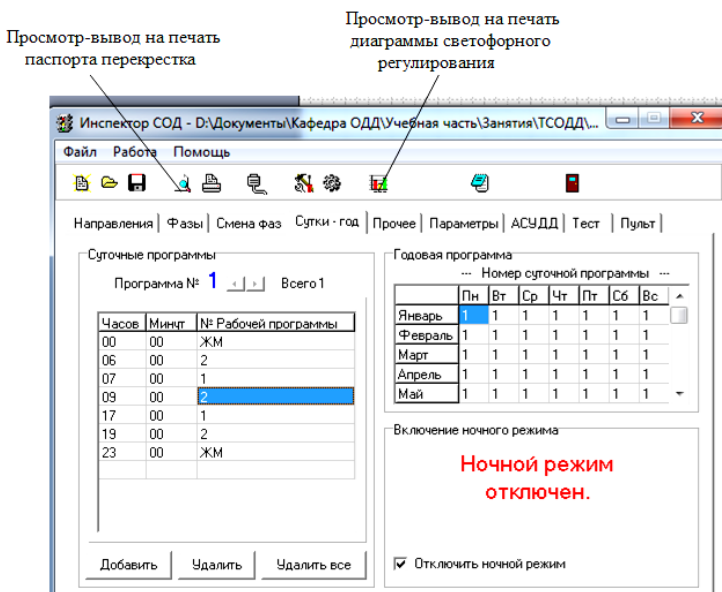 Просмотр-вывод на печать
паспорта перекрестка
Просмотр-вывод на печать
диаграммы светофорного
регулирования
Инспектор СОД - D:\Документы\Кафедра ОДД\Учебная часть\Занятия\ТСОДД\...
Файл Работа Помощь
Направления Фазы Смена фаз Сутки - год Прочее Параметры АСУДД Тест Пульт
Суточные программы
Программа № 1 Всего 1
Часов Минут № Рабочей программы
00 00 ЖМ
06 00 2
07 00 1
09 00 2
17 00 1
19 00 2
23 00 ЖМ
Добавить Удалить Удалить все
Годовая программа
--- Номер суточной программы ---
Пн Вт Ср Чт Пт Сб Вс
Январь 1 1 1 1 1 1 1
Февраль 1 1 1 1 1 1 1
Март 1 1 1 1 1 1 1
Апрель 1 1 1 1 1 1 1
Май 1 1 1 1 1 1 1
Включение ночного режима
Ночной режим
отключен.
Отключить ночной режим